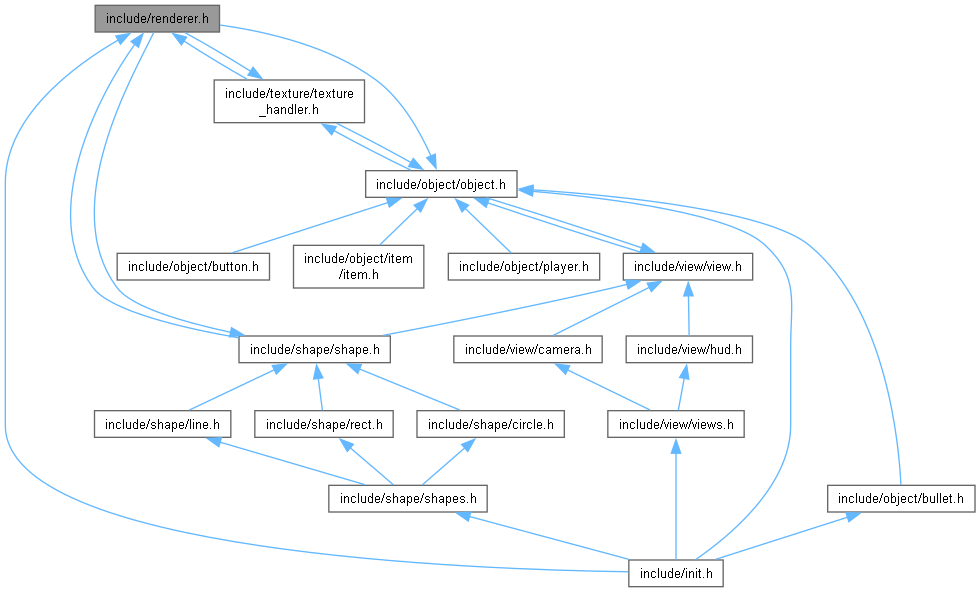 include/renderer.h
include/texture/texture
_handler.h
include/object/object.h
include/object/button.h
include/object/item
/item.h
include/object/player.h
include/view/view.h
include/shape/shape.h
include/view/camera.h
include/view/hud.h
include/shape/line.h
include/shape/rect.h
include/shape/circle.h
include/view/views.h
include/shape/shapes.h
include/object/bullet.h
include/init.h